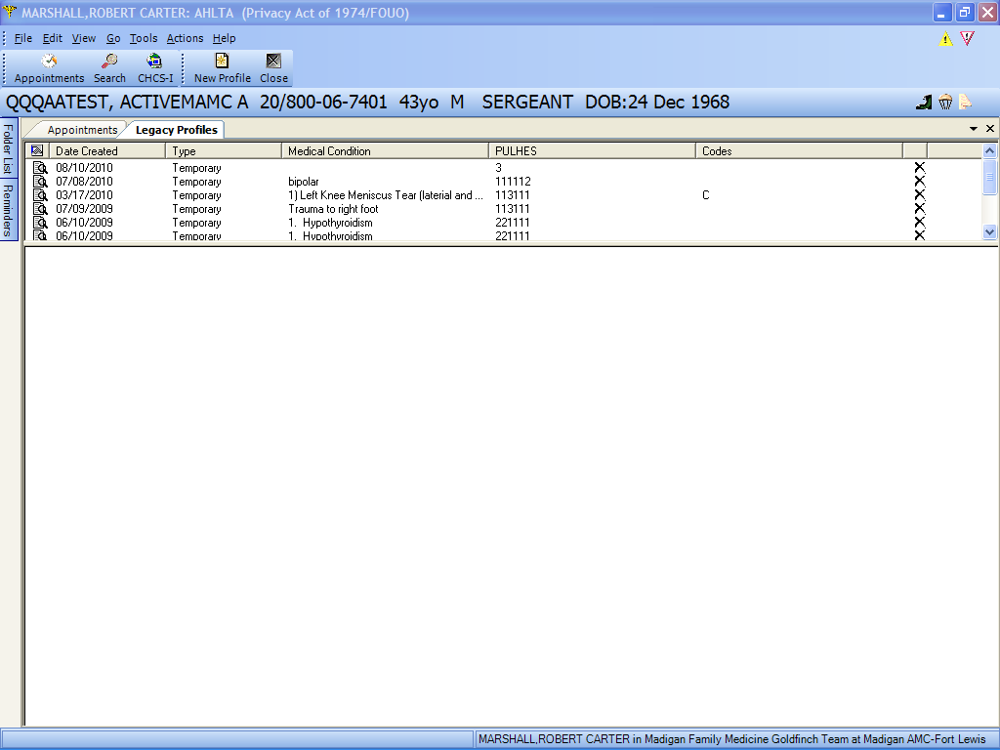 MARSHALL,ROBERT CARTER: AHLTA  (Privacy Act of 1974/FOUO)
File Edit View Go Tools Actions Help
Appointments Search CHCS-I New Profile Close
QQQAATEST, ACTIVEMAMC A  20/800-06-7401  43yo  M  SERGEANT  DOB:24 Dec 1968
Folder List
Reminders
Appointments Legacy Profiles
Date Created Type Medical Condition PULHES Codes
08/10/2010 Temporary 3
07/08/2010 Temporary bipolar 111112
03/17/2010 Temporary 1) Left Knee Meniscus Tear (laterial and ... 113111 C
07/09/2009 Temporary Trauma to right foot 113111
06/10/2009 Temporary 1.  Hypothyroidism 221111
06/10/2009 Temporary 1.  Hypothyroidism 221111
MARSHALL,ROBERT CARTER in Madigan Family Medicine Goldfinch Team at Madigan AMC-Fort Lewis